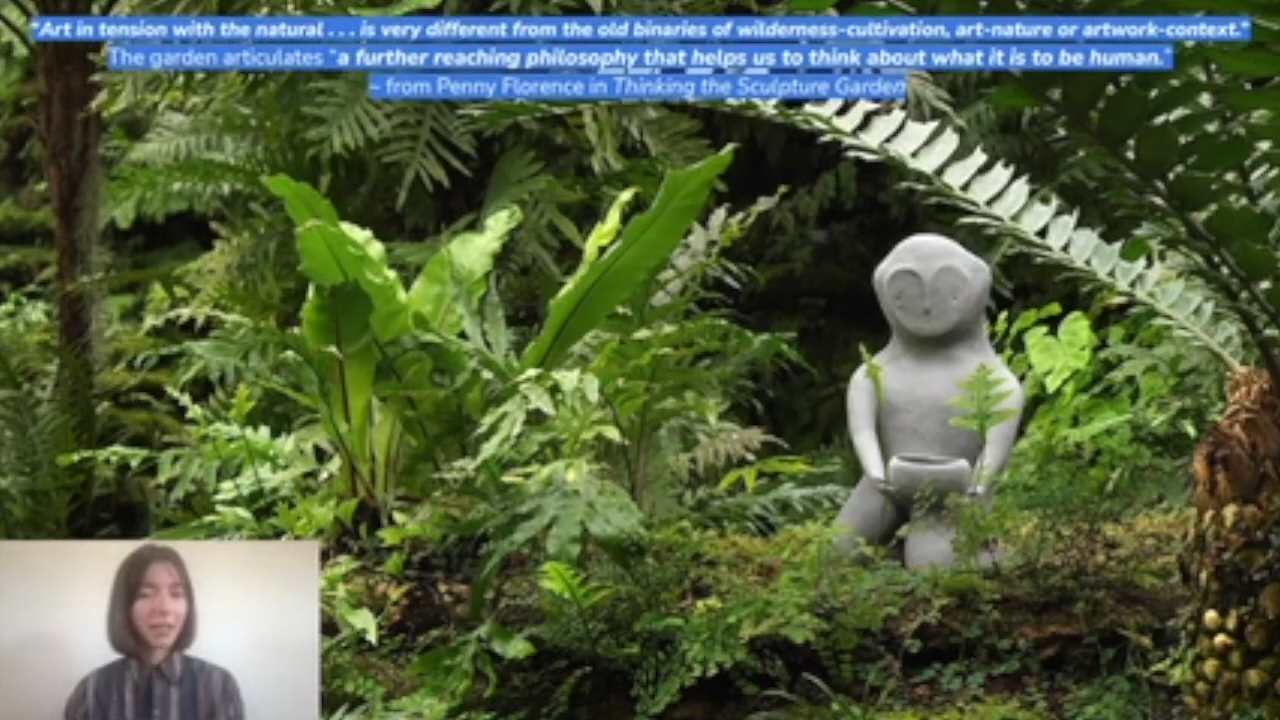 "Art in tension with the natural . . . is very different from the old binaries of wilderness-cultivation, art-nature or artwork-context."
The garden articulates "a further reaching philosophy that helps us to think about what it is to be human."
~ from Penny Florence in Thinking the Sculpture Garden